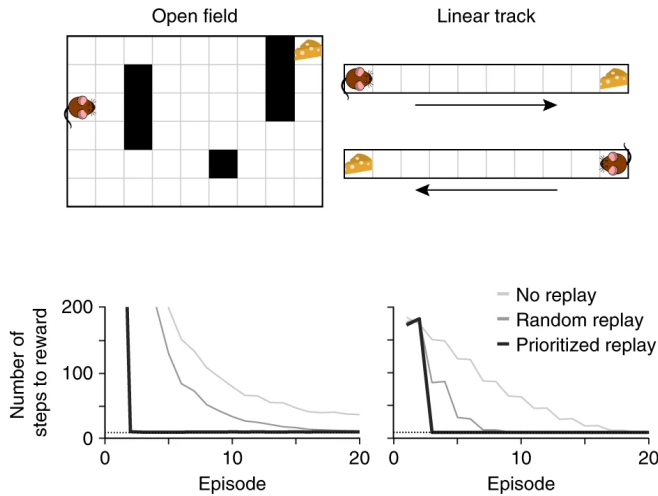 Open field
Linear track
No replay
Random replay
Prioritized replay
Number of
steps to reward
200
100
0
0
10
20
Episode
0
10
20
Episode